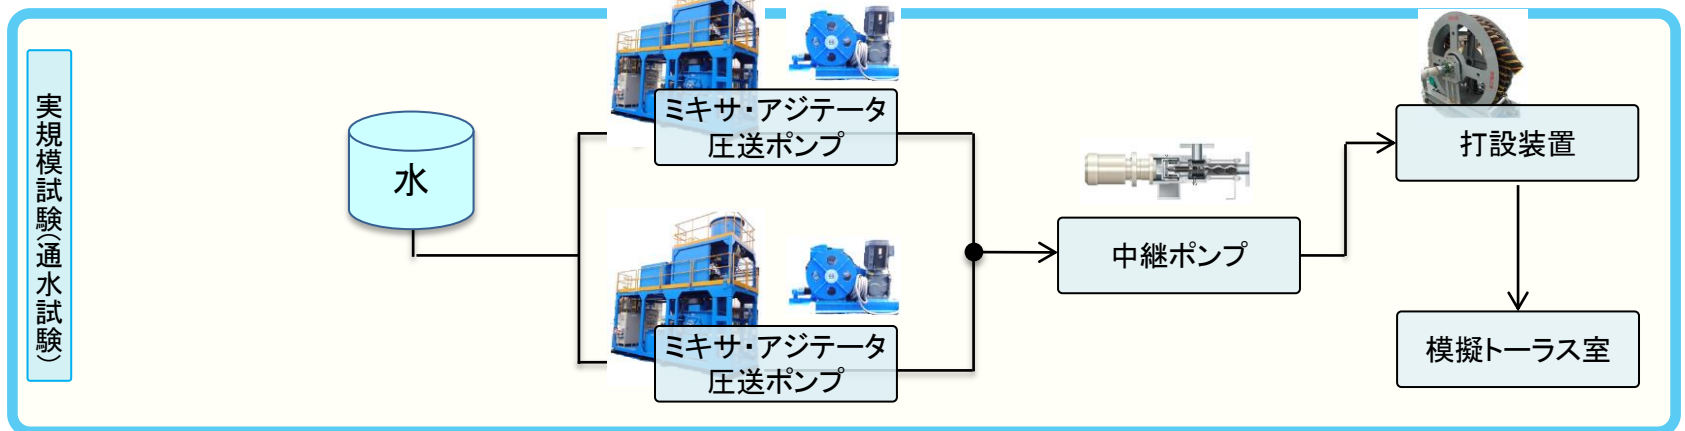 実規模試験(通水試験)
水
ミキサ・アジテータ
圧送ポンプ
ミキサ・アジテータ
圧送ポンプ
中継ポンプ
打設装置
模擬トーラス室